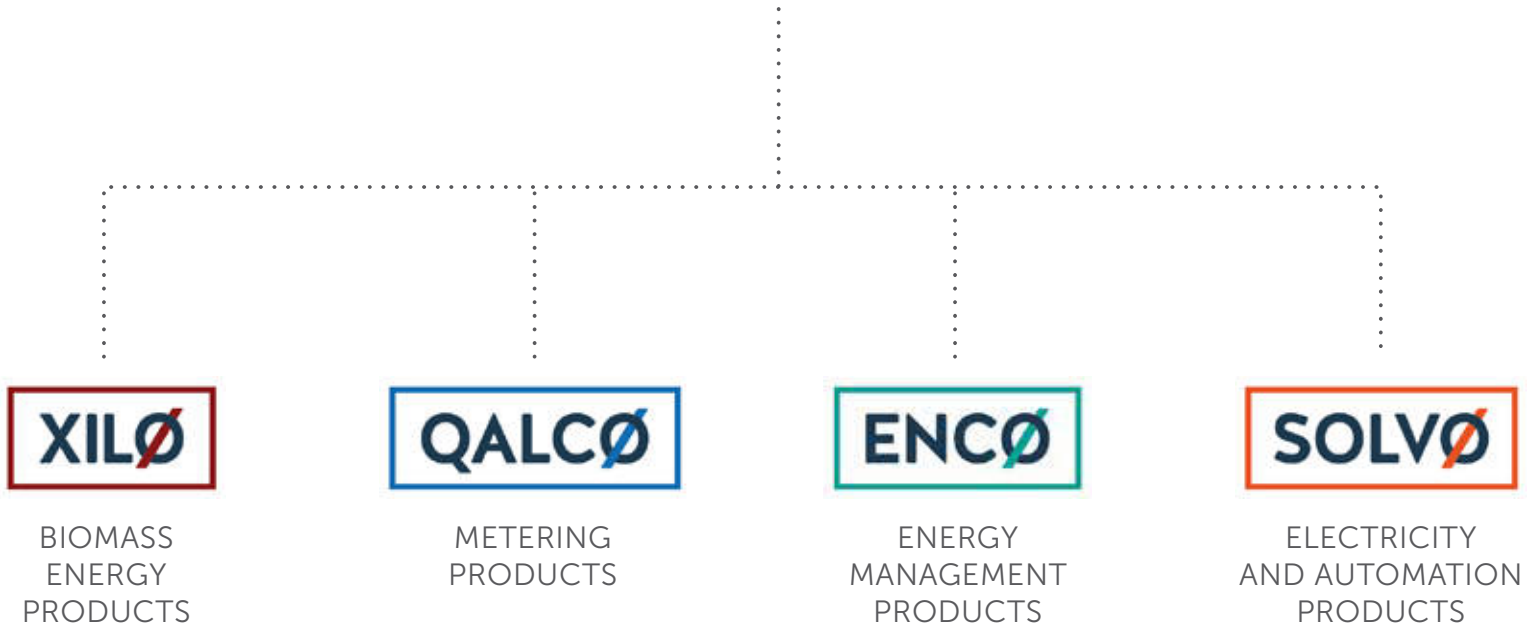 XILØ
BIOMASS
ENERGY
PRODUCTS
QALCØ
METERING
PRODUCTS
ENCØ
ENERGY
MANAGEMENT
PRODUCTS
SOLVØ
ELECTRICITY
AND AUTOMATION
PRODUCTS